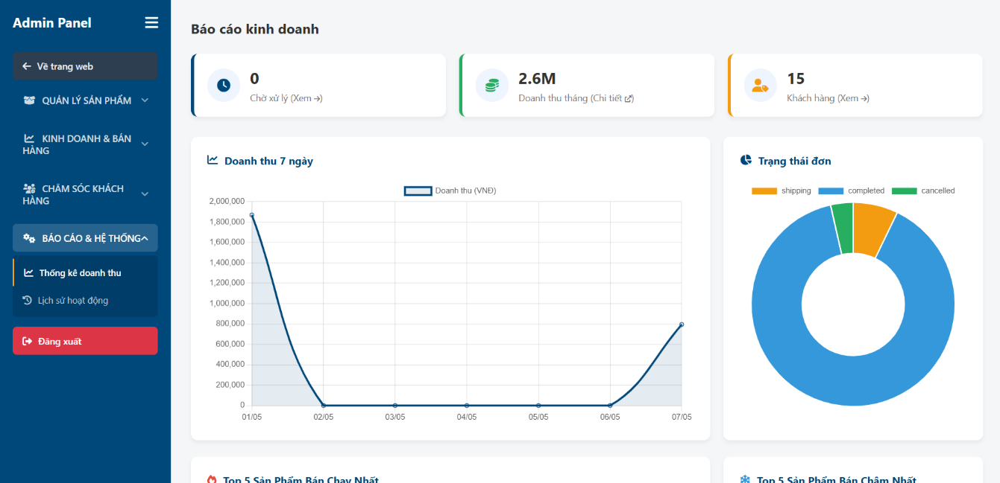 Admin Panel
Về trang web
QUẢN LÝ SẢN PHẨM
KINH DOANH & BÁN
HÀNG
CHĂM SÓC KHÁCH
HÀNG
BÁO CÁO & HỆ THỐNG
Thống kê doanh thu
Lịch sử hoạt động
Đăng xuất
Báo cáo kinh doanh
0
Chờ xử lý (Xem →)
2.6M
Doanh thu tháng (Chi tiết)
15
Khách hàng (Xem →)
Doanh thu 7 ngày
Doanh thu (VNĐ)
2,000,000
1,800,000
1,600,000
1,400,000
1,200,000
1,000,000
800,000
600,000
400,000
200,000
0
01/05 02/05 03/05 04/05 05/05 06/05 07/05
Trạng thái đơn
shipping completed cancelled
Top 5 Sản Phẩm Bán Chạy Nhất
Top 5 Sản Phẩm Bán Chậm Nhất